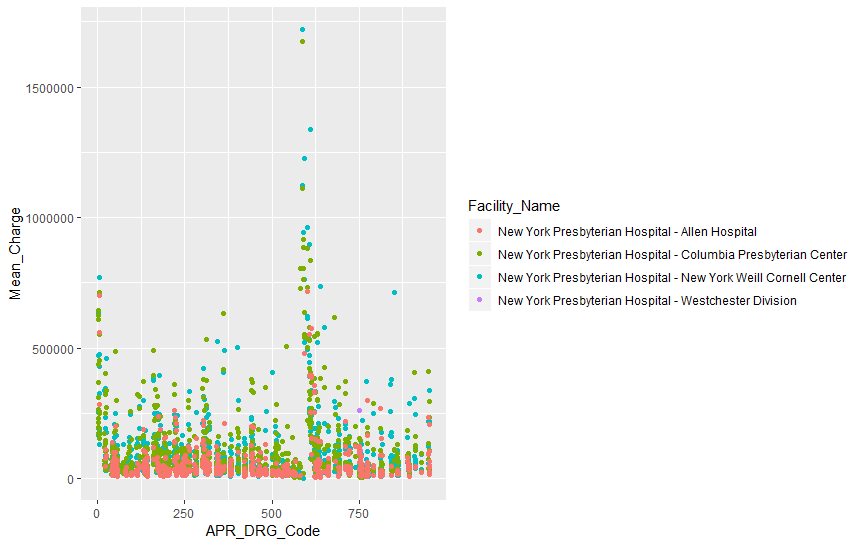 1500000
1000000
500000
0
Mean_Charge
0 250 500 750
APR_DRG_Code
Facility_Name
New York Presbyterian Hospital - Allen Hospital
New York Presbyterian Hospital - Columbia Presbyterian Center
New York Presbyterian Hospital - New York Weill Cornell Center
New York Presbyterian Hospital - Westchester Division